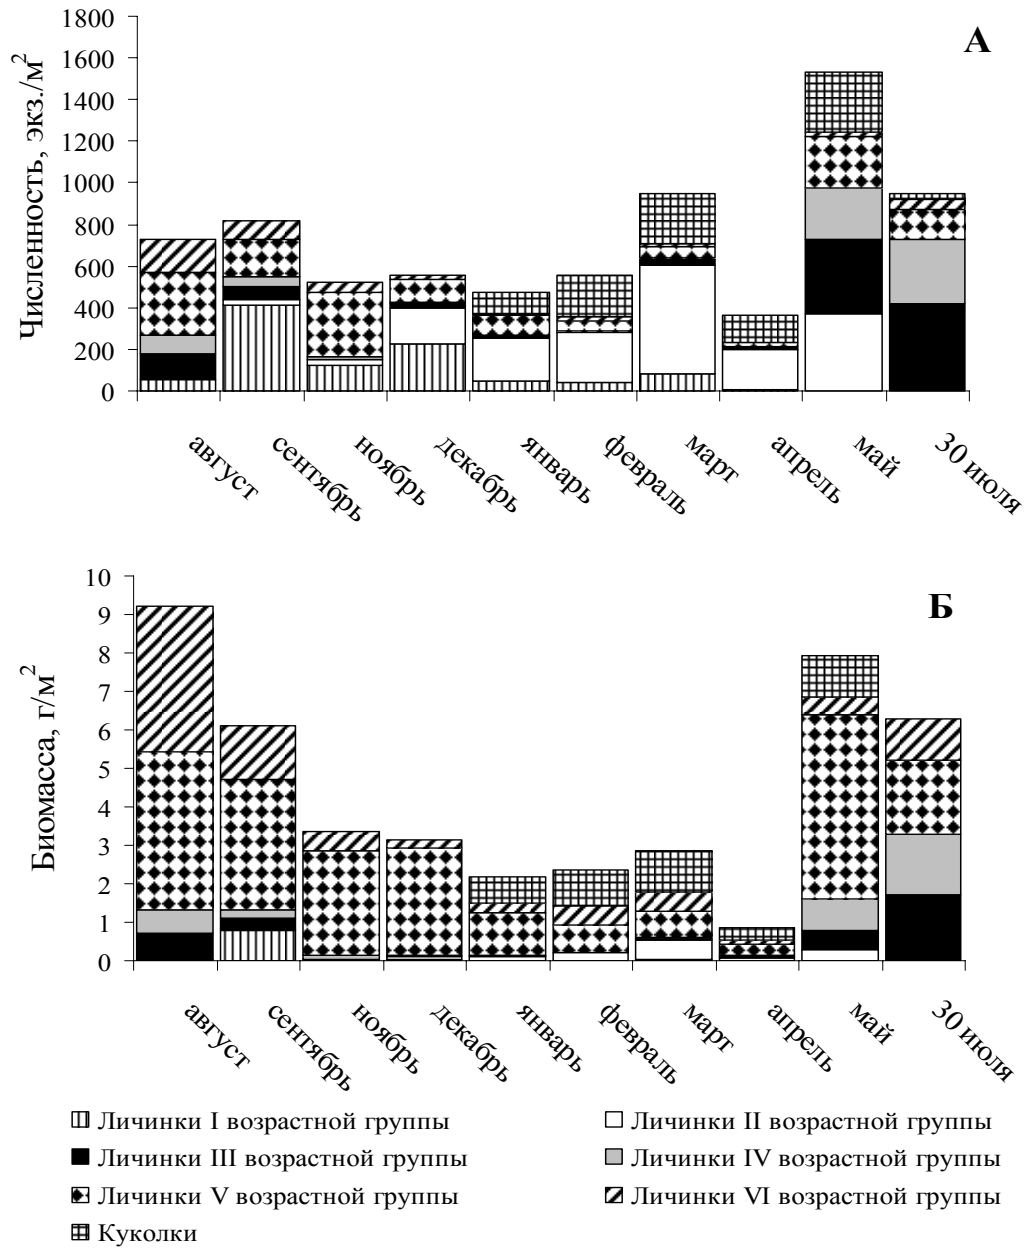 А
Численность, экз./м²
1800
1600
1400
1200
1000
800
600
400
200
0
август
сентябрь
ноябрь
декабрь
январь
февраль
март
апрель
май
30 июля
Б
Биомасса, г/м²
10
9
8
7
6
5
4
3
2
1
0
август
сентябрь
ноябрь
декабрь
январь
февраль
март
апрель
май
30 июля
Личинки I возрастной группы
Личинки II возрастной группы
Личинки III возрастной группы
Личинки IV возрастной группы
Личинки V возрастной группы
Личинки VI возрастной группы
Куколки